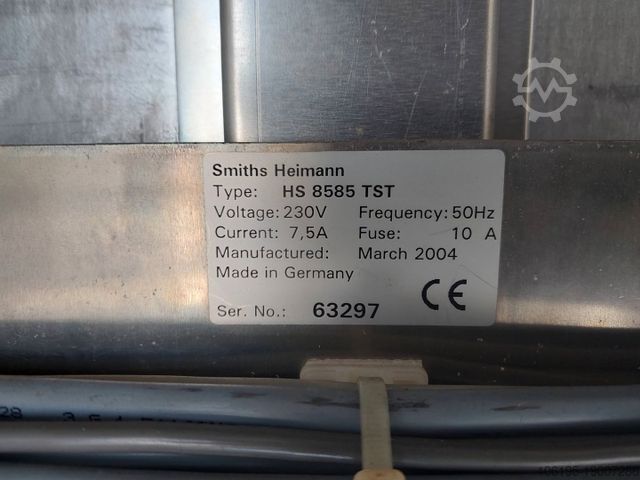 Smiths Heimann
Type: HS 8585 TST
Voltage: 230V Frequency: 50Hz
Current: 7,5A Fuse: 10 A
Manufactured: March 2004
Made in Germany
Ser. No.: 63297 CE